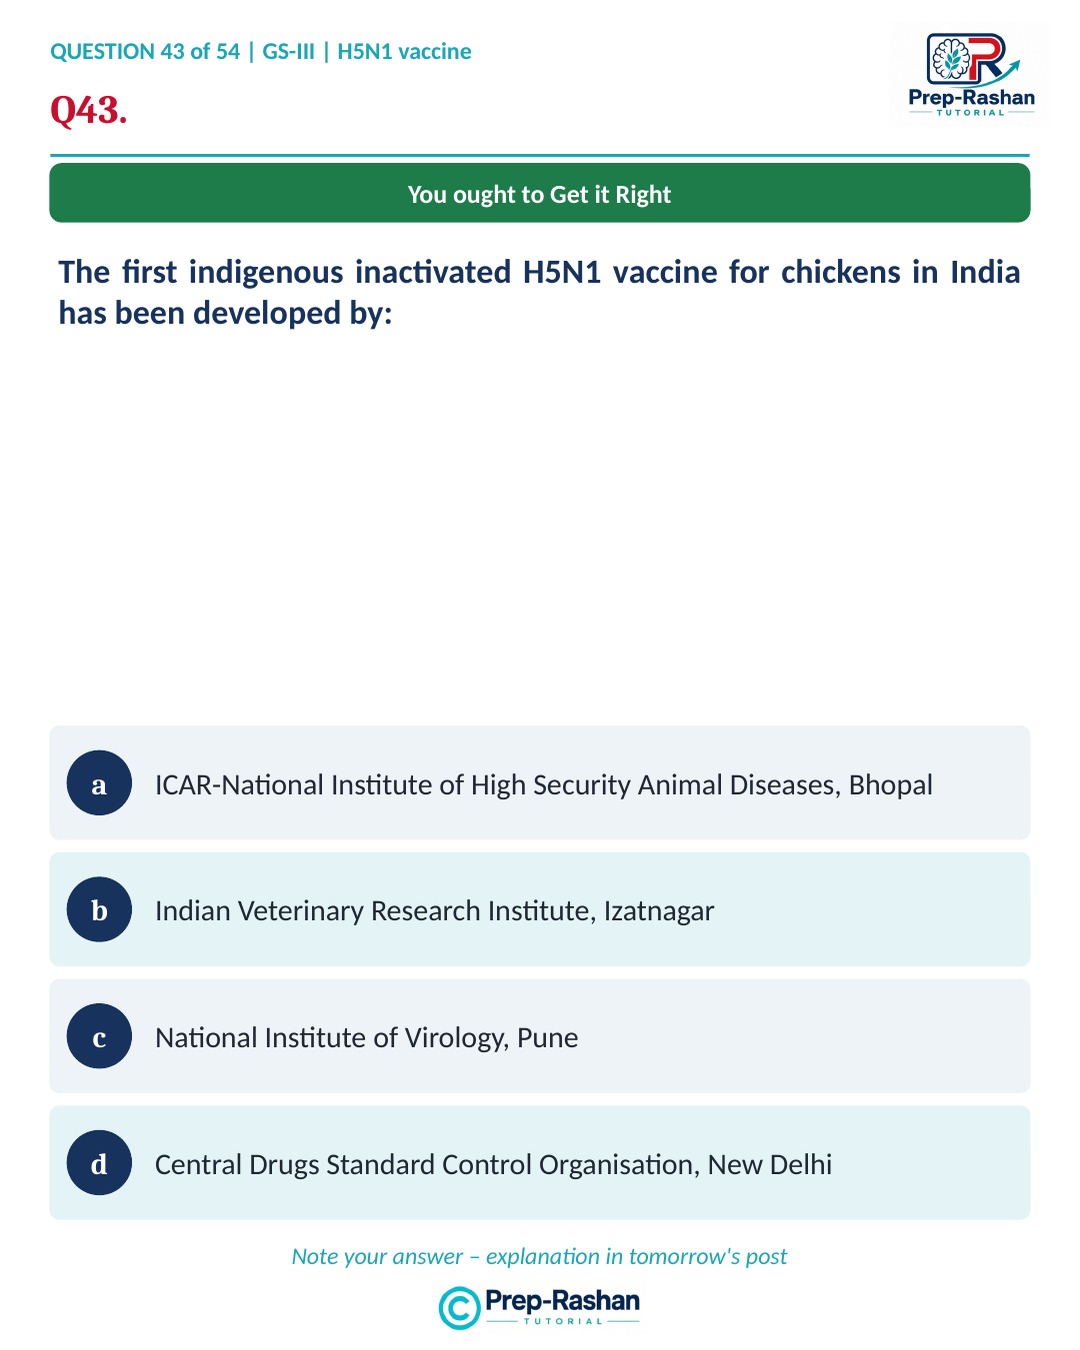 QUESTION 43 of 54 | GS-III | H5N1 vaccine
Q43.
Prep-Rashan
TUTORIAL
You ought to Get it Right
The first indigenous inactivated H5N1 vaccine for chickens in India
has been developed by:
a ICAR-National Institute of High Security Animal Diseases, Bhopal
b Indian Veterinary Research Institute, Izatnagar
c National Institute of Virology, Pune
d Central Drugs Standard Control Organisation, New Delhi
Note your answer – explanation in tomorrow's post
© Prep-Rashan
TUTORIAL